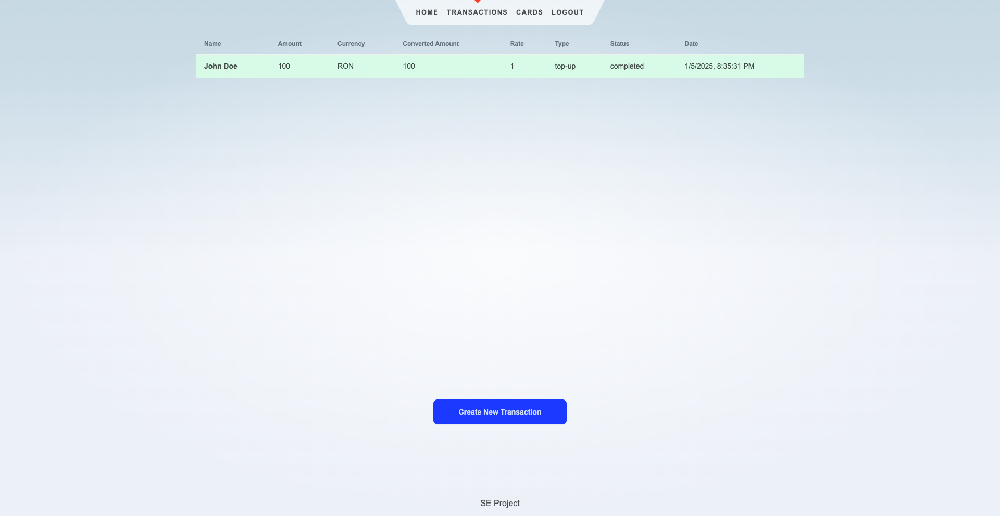 HOME TRANSACTIONS CARDS LOGOUT
Name Amount Currency Converted Amount Rate Type Status Date
John Doe 100 RON 100 1 top-up completed 1/5/2025, 8:35:31 PM
Create New Transaction
SE Project